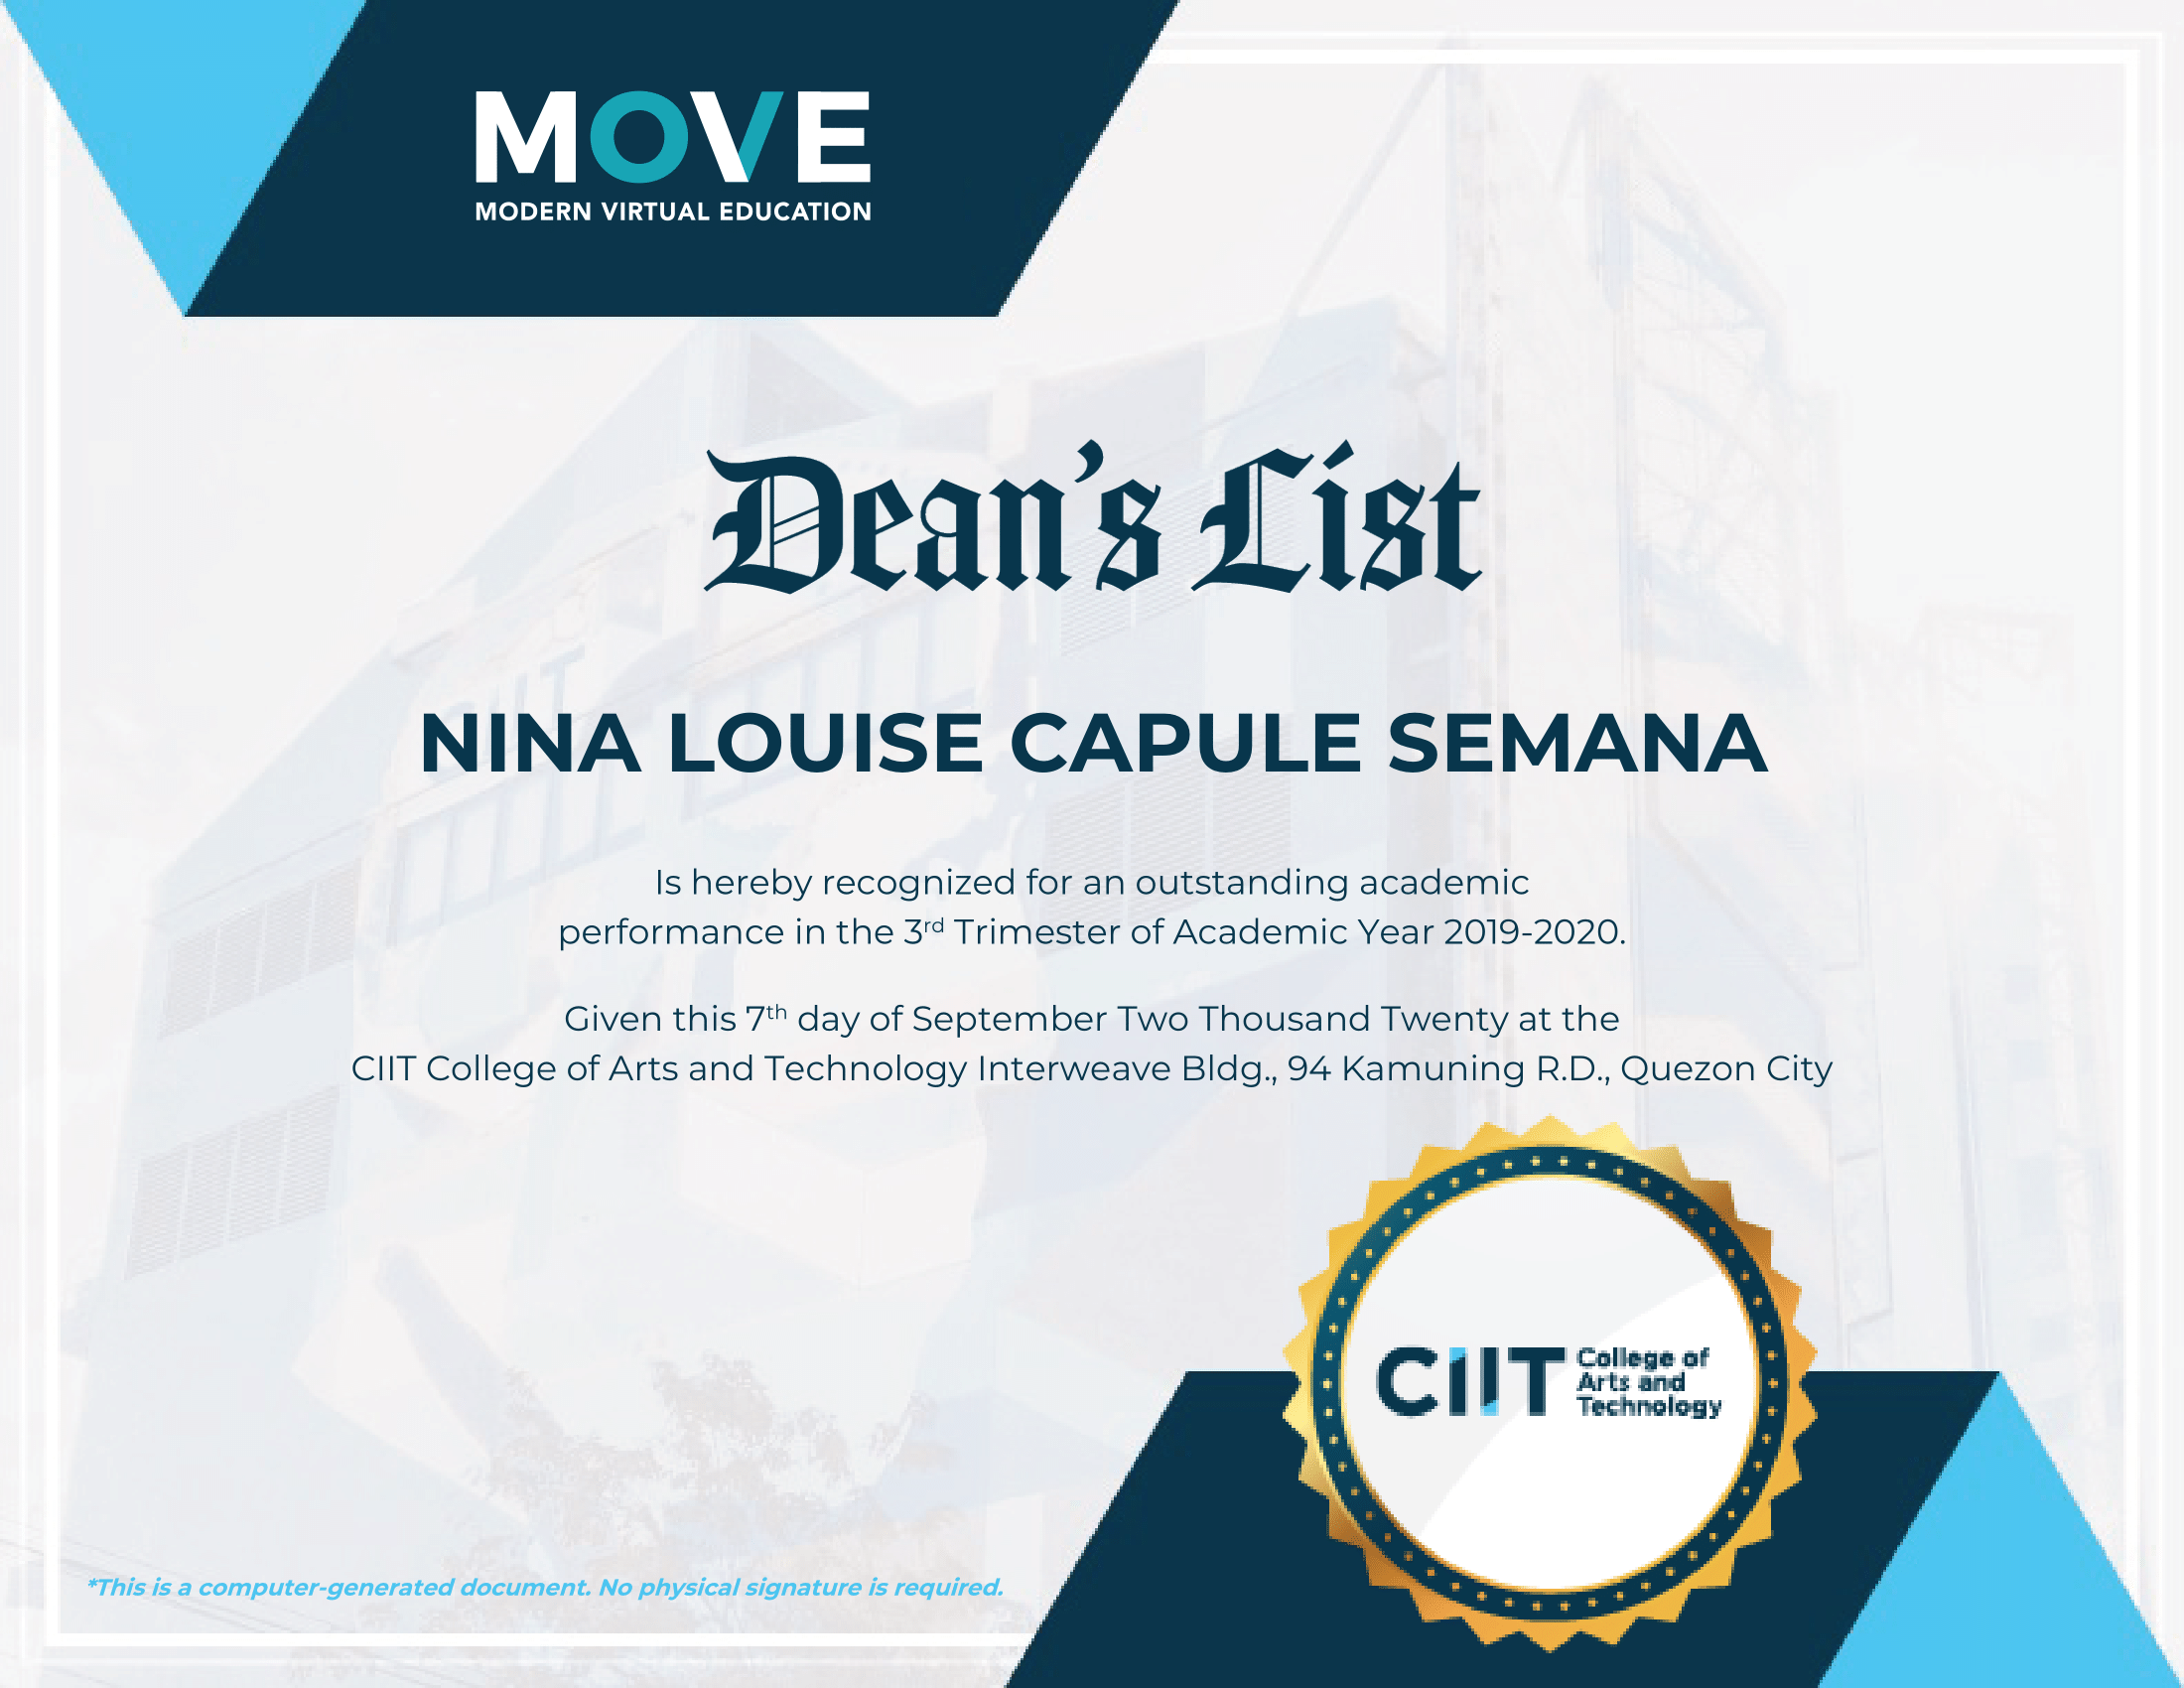 MOVE
MODERN VIRTUAL EDUCATION
Dean's List
NINA LOUISE CAPULE SEMANA
Is hereby recognized for an outstanding academic
performance in the 3rd Trimester of Academic Year 2019-2020.
Given this 7th day of September Two Thousand Twenty at the
CIIT College of Arts and Technology Interweave Bldg., 94 Kamuning R.D., Quezon City
CIIT College of
Arts and
Technology
*This is a computer-generated document. No physical signature is required.